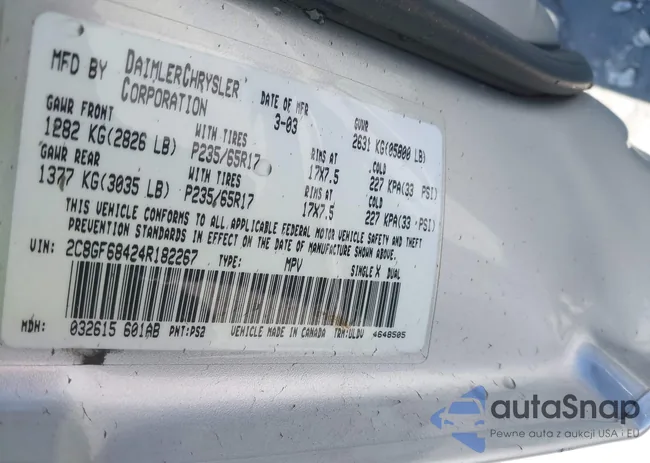 MFD BY DAIMLERCHRYSLER CORPORATION DATE OF MFR 3-03 GVWR 2631 KG(05800 LB)
GAWR FRONT WITH TIRES RIMS AT COLD
1282 KG(2826 LB) P235/65R17 17X7.5 227 KPA(33 PSI)
GAWR REAR WITH TIRES RIMS AT COLD
1377 KG(3035 LB) P235/65R17 17X7.5 227 KPA(33 PSI)
THIS VEHICLE CONFORMS TO ALL APPLICABLE FEDERAL MOTOR VEHICLE SAFETY AND THEFT
PREVENTION STANDARDS IN EFFECT ON THE DATE OF MANUFACTURE SHOWN ABOVE.
VIN: 2C8GF68424R182267 TYPE: MPV SINGLE X DUAL
MDH: 032615 601AB PNT:PS2 VEHICLE MADE IN CANADA TRM:ULDV 4648505
autaSnap
Pewne auta z aukcji USA i EU